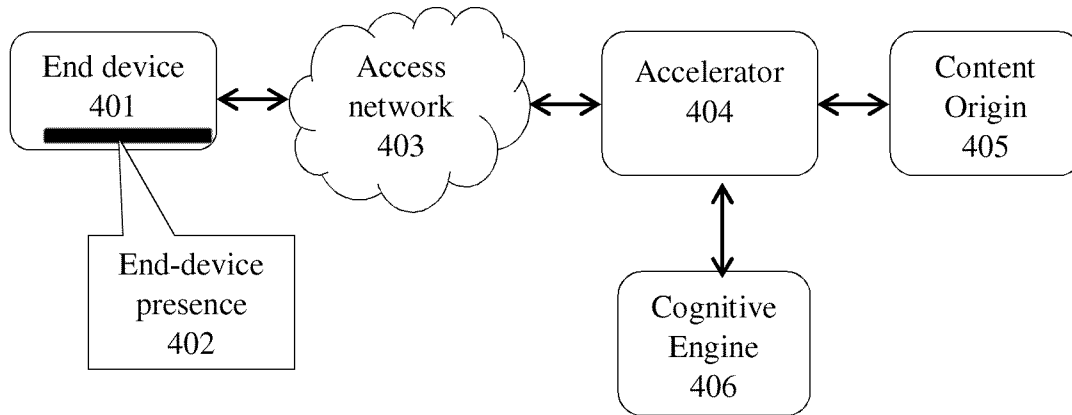 End device
401
Access
network
403
Accelerator
404
Content
Origin
405
End-device
presence
402
Cognitive
Engine
406